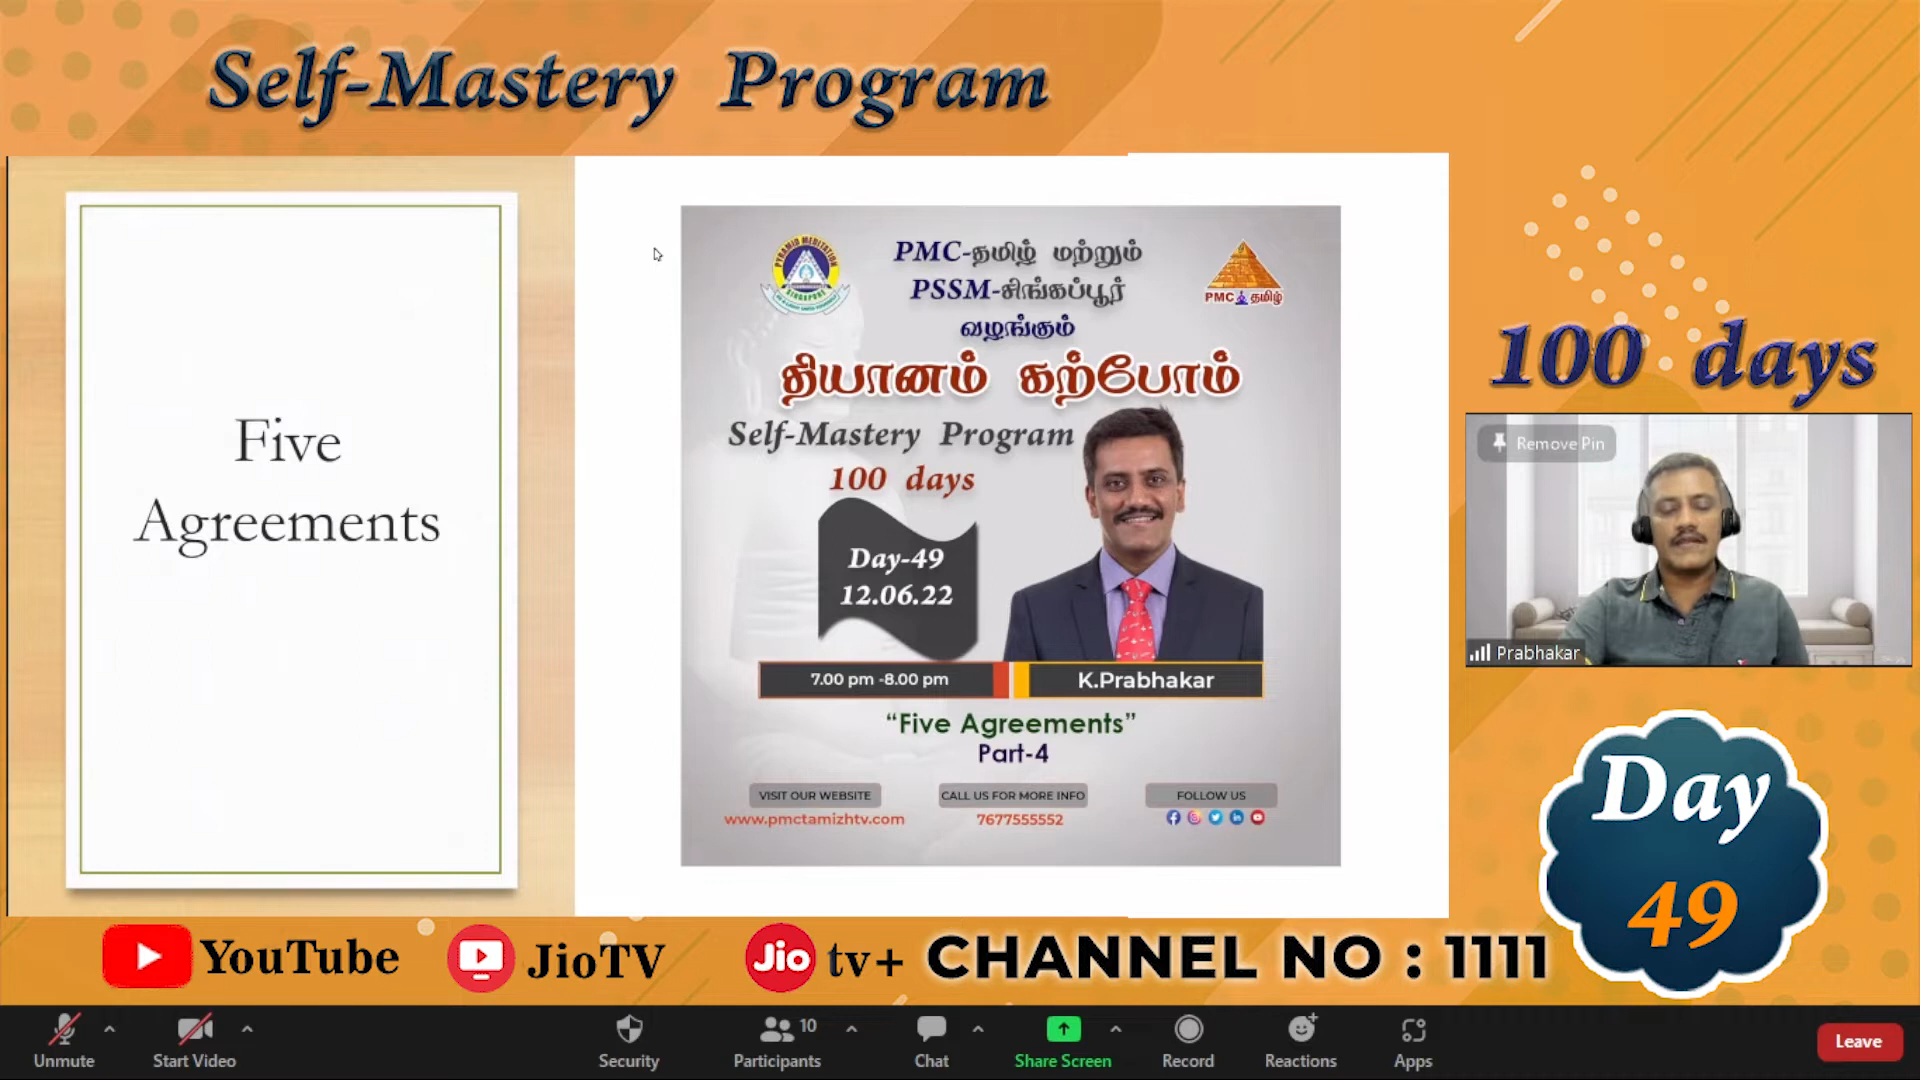 Self-Mastery Program
Five
Agreements
PYRAMID MEDITATION
SINGAPORE
PMC-தமிழ் மற்றும்
PSSM-சிங்கப்பூர்
வழங்கும்
PMC தமிழ்
தியானம் கற்போம்
Self-Mastery Program
100 days
Day-49
12.06.22
7.00 pm -8.00 pm
K.Prabhakar
“Five Agreements”
Part-4
VISIT OUR WEBSITE
www.pmctamizhtv.com
CALL US FOR MORE INFO
7677555552
FOLLOW US
100 days
Remove Pin
Prabhakar
Day
49
YouTube
JioTV
Jio tv+
CHANNEL NO : 1111
Unmute
Start Video
Security
10
Participants
Chat
Share Screen
Record
Reactions
Apps
Leave